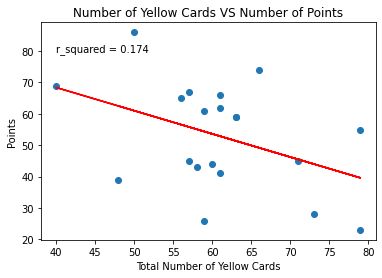 Number of Yellow Cards VS Number of Points
r_squared = 0.174
80
70
60
50
40
30
20
Points
40 45 50 55 60 65 70 75 80
Total Number of Yellow Cards